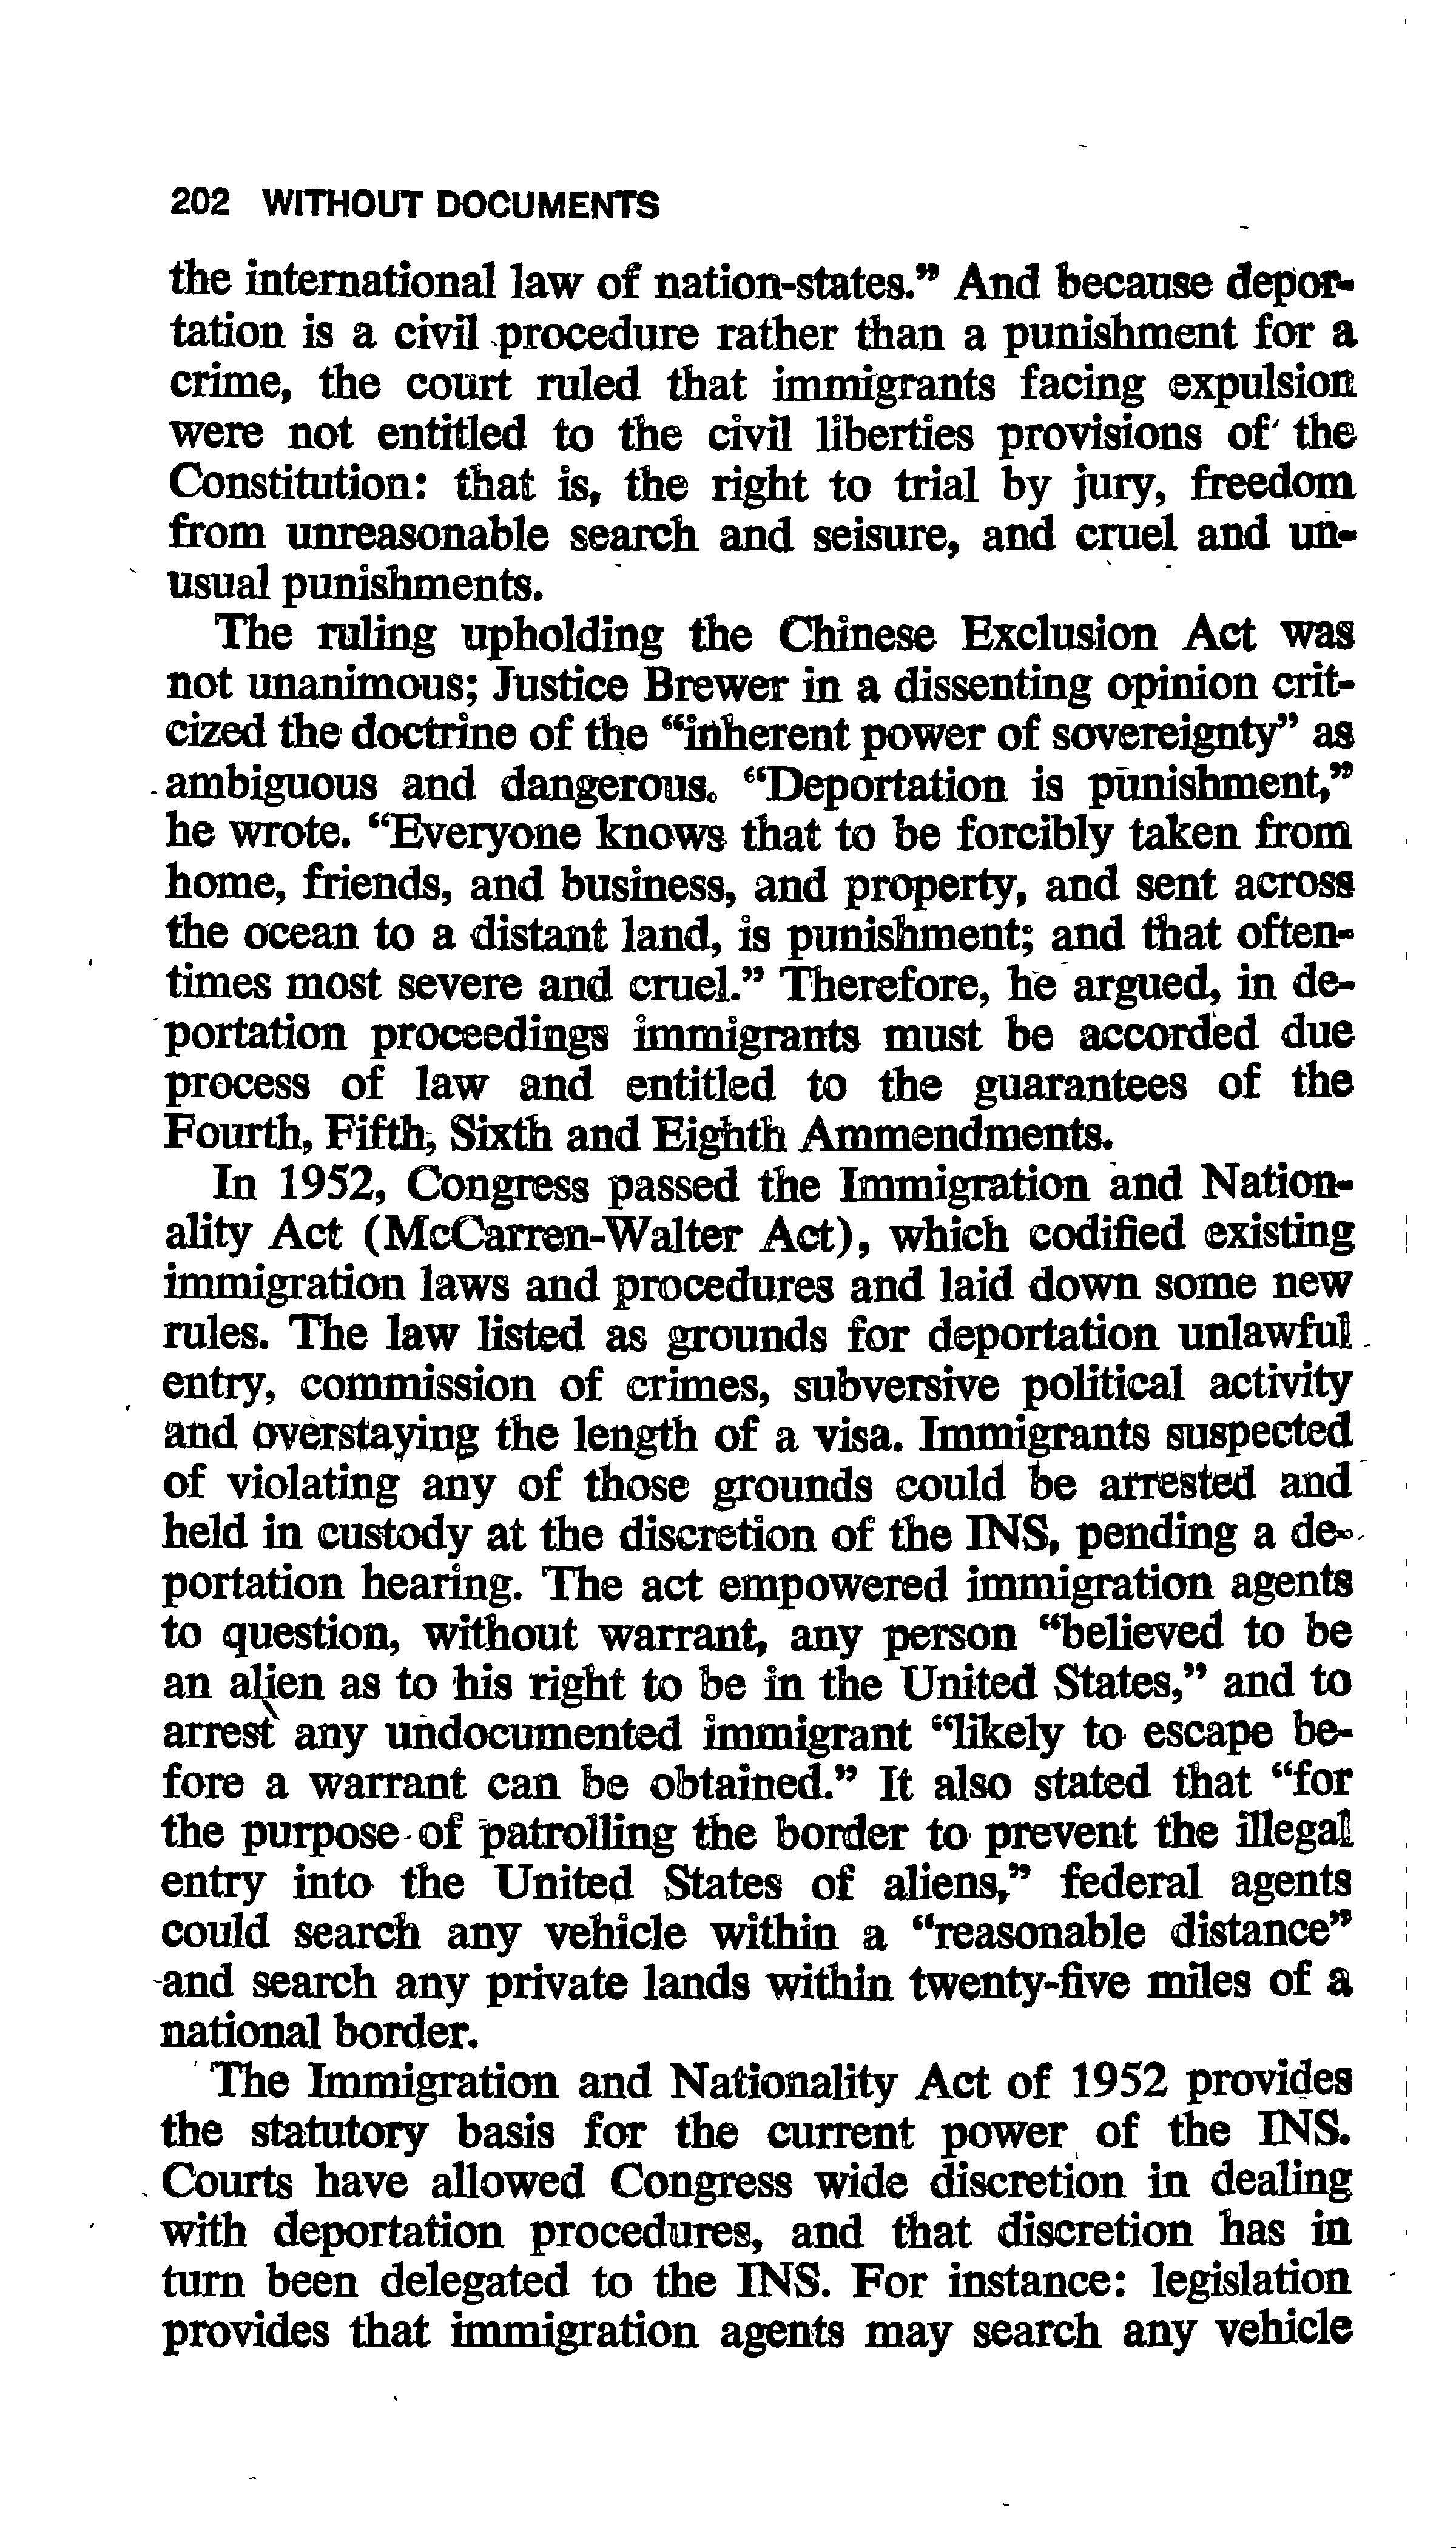 202 WITHOUT DOCUMENTS
the international law of nation-states.” And because depor-
tation is a civil procedure rather than a punishment for a
crime, the court ruled that immigrants facing expulsion
were not entitled to the civil liberties provisions of the
Constitution: that is, the right to trial by jury, freedom
from unreasonable search and seisure, and cruel and un-
usual punishments.
The ruling upholding the Chinese Exclusion Act was
not unanimous; Justice Brewer in a dissenting opinion crit-
cized the doctrine of the “inherent power of sovereignty” as
ambiguous and dangerous. “Deportation is punishment,”
he wrote. “Everyone knows that to be forcibly taken from
home, friends, and business, and property, and sent across
the ocean to a distant land, is punishment; and that often-
times most severe and cruel.” Therefore, he argued, in de-
portation proceedings immigrants must be accorded due
process of law and entitled to the guarantees of the
Fourth, Fifth, Sixth and Eighth Ammendments.
In 1952, Congress passed the Immigration and Nation-
ality Act (McCarren-Walter Act), which codified existing
immigration laws and procedures and laid down some new
rules. The law listed as grounds for deportation unlawful
entry, commission of crimes, subversive political activity
and overstaying the length of a visa. Immigrants suspected
of violating any of those grounds could be arrested and
held in custody at the discretion of the INS, pending a de-
portation hearing. The act empowered immigration agents
to question, without warrant, any person “believed to be
an alien as to his right to be in the United States,” and to
arrest any undocumented immigrant “likely to escape be-
fore a warrant can be obtained.” It also stated that “for
the purpose of patrolling the border to prevent the illegal
entry into the United States of aliens,” federal agents
could search any vehicle within a “reasonable distance”
and search any private lands within twenty-five miles of a
national border.
The Immigration and Nationality Act of 1952 provides
the statutory basis for the current power of the INS.
Courts have allowed Congress wide discretion in dealing
with deportation procedures, and that discretion has in
turn been delegated to the INS. For instance: legislation
provides that immigration agents may search any vehicle